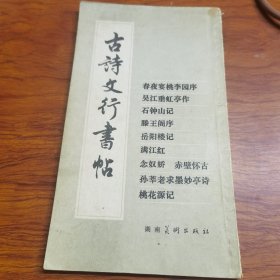 古詩文行書帖
春夜宴桃李园序
吴江垂虹亭作
石钟山记
滕王阁序
岳阳楼记
满江红
念奴娇 赤壁怀古
孙莘老求墨妙亭诗
桃花源记
湖南美术出版社